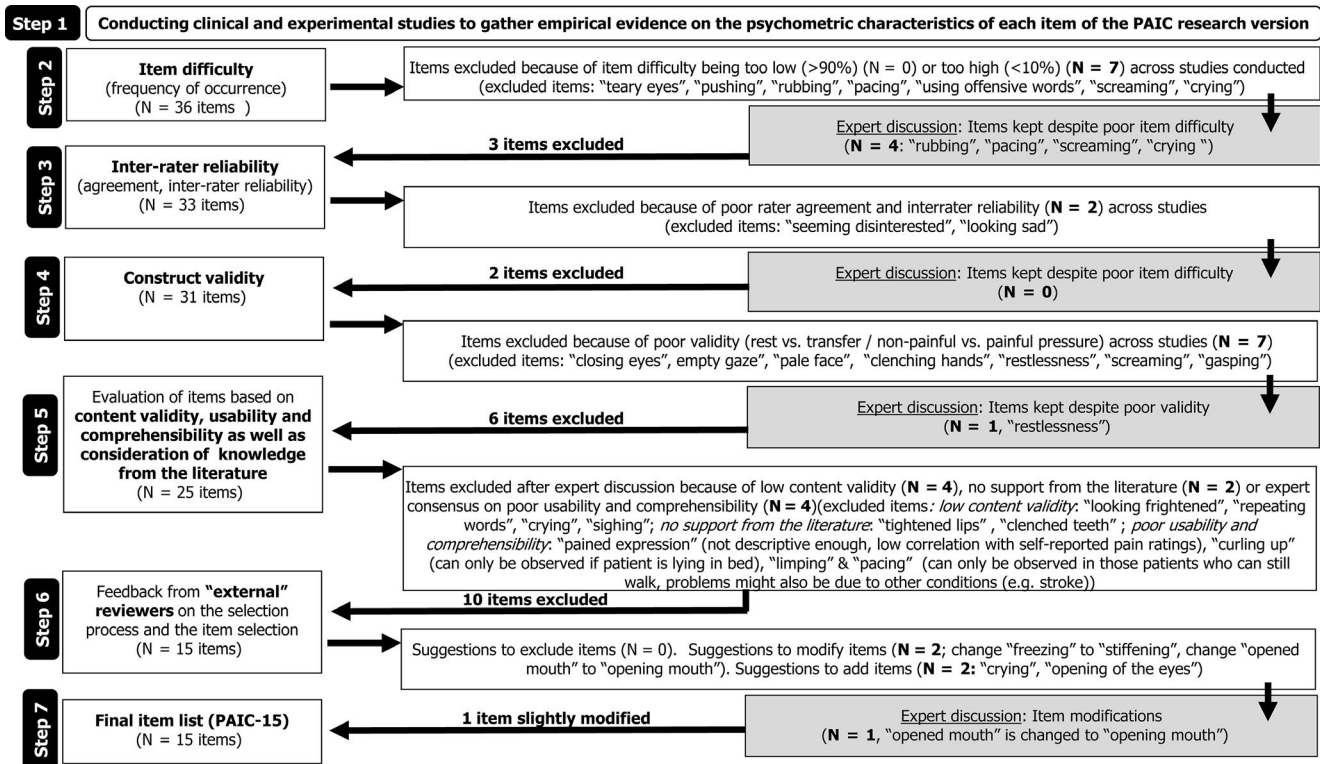 Step 1
Conducting clinical and experimental studies to gather empirical evidence on the psychometric characteristics of each item of the PAIC research version
Step 2
Item difficulty
(frequency of occurrence)
(N = 36 items )
Items excluded because of item difficulty being too low (>90%) (N = 0) or too high (<10%) (N = 7) across studies conducted
(excluded items: “teary eyes”, “pushing”, “rubbing”, “pacing”, “using offensive words”, “screaming”, “crying”)
Expert discussion: Items kept despite poor item difficulty
(N = 4: “rubbing”, “pacing”, “screaming”, “crying “)
3 items excluded
Step 3
Inter-rater reliability
(agreement, inter-rater reliability)
(N = 33 items)
Items excluded because of poor rater agreement and interrater reliability (N = 2) across studies
(excluded items: “seeming disinterested”, “looking sad”)
Expert discussion: Items kept despite poor item difficulty
(N = 0)
2 items excluded
Step 4
Construct validity
(N = 31 items)
Items excluded because of poor validity (rest vs. transfer / non-painful vs. painful pressure) across studies (N = 7)
(excluded items: “closing eyes”, empty gaze”, “pale face”, “clenching hands”, “restlessness”, “screaming”, “gasping”)
Expert discussion: Items kept despite poor validity
(N = 1, “restlessness”)
6 items excluded
Step 5
Evaluation of items based on
content validity, usability and
comprehensibility as well as
consideration of knowledge
from the literature
(N = 25 items)
Items excluded after expert discussion because of low content validity (N = 4), no support from the literature (N = 2) or expert
consensus on poor usability and comprehensibility (N = 4)(excluded items: low content validity: “looking frightened”, “repeating
words”, “crying”, “sighing”; no support from the literature: “tightened lips” , “clenched teeth” ; poor usability and
comprehensibility: “pained expression” (not descriptive enough, low correlation with self-reported pain ratings), “curling up”
(can only be observed if patient is lying in bed), “limping” & “pacing” (can only be observed in those patients who can still
walk, problems might also be due to other conditions (e.g. stroke))
10 items excluded
Step 6
Feedback from “external”
reviewers on the selection
process and the item selection
(N = 15 items)
Suggestions to exclude items (N = 0). Suggestions to modify items (N = 2; change “freezing” to “stiffening”, change “opened
mouth” to “opening mouth”). Suggestions to add items (N = 2: “crying”, “opening of the eyes”)
Expert discussion: Item modifications
(N = 1, “opened mouth” is changed to “opening mouth”)
1 item slightly modified
Step 7
Final item list (PAIC-15)
(N = 15 items)